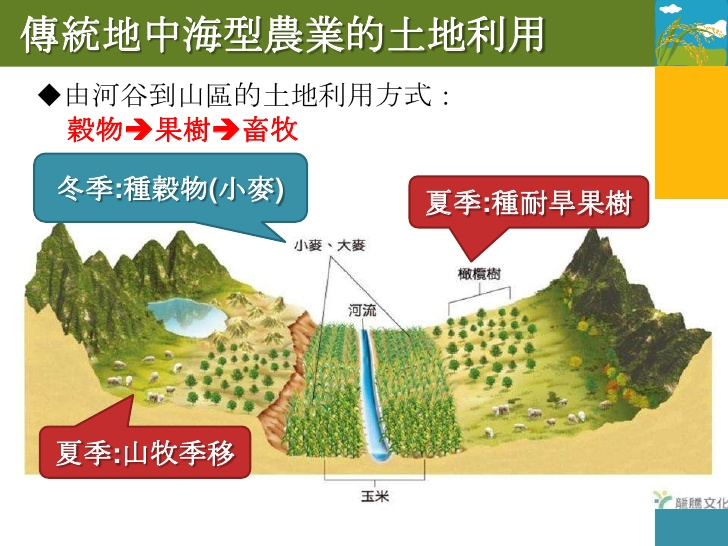 傳統地中海型農業的土地利用
◆由河谷到山區的土地利用方式：
穀物➔果樹➔畜牧
冬季:種穀物(小麥)
夏季:種耐旱果樹
小麥、大麥
橄欖樹
河流
夏季:山牧季移
玉米
龍騰文化